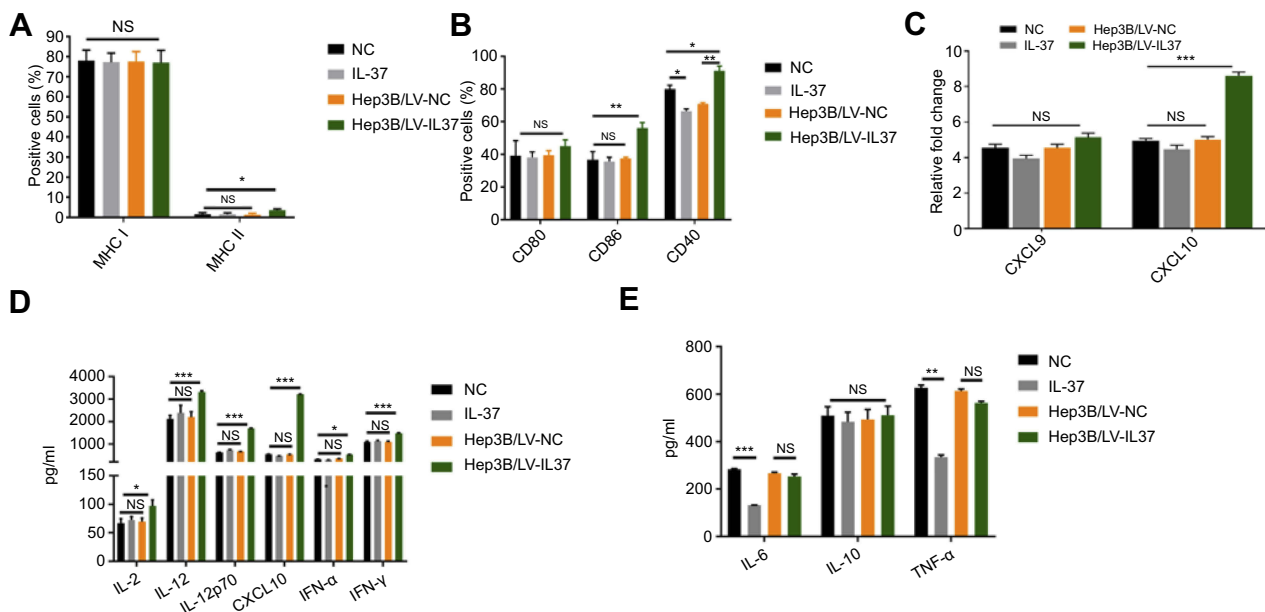 A
NS
Positive cells (%)
90
80
70
60
50
40
30
20
10
0
*
NS
MHC I
MHC II
NC
IL-37
Hep3B/LV-NC
Hep3B/LV-IL37
B
Positive cells (%)
100
80
60
40
20
0
NS
**
NS
*
*
**
CD80
CD86
CD40
NC
IL-37
Hep3B/LV-NC
Hep3B/LV-IL37
C
NC
Hep3B/LV-NC
IL-37
Hep3B/LV-IL37
Relative fold change
10
8
6
4
2
0
NS
***
NS
CXCL9
CXCL10
D
pg/ml
4000
3000
2000
1000
150
100
50
0
*
NS
***
NS
***
NS
***
NS
*
NS
***
NS
IL-2
IL-12
IL-12p70
CXCL10
IFN-α
IFN-γ
NC
IL-37
Hep3B/LV-NC
Hep3B/LV-IL37
E
pg/ml
800
600
400
200
0
***
NS
NS
**
NS
IL-6
IL-10
TNF-α
NC
IL-37
Hep3B/LV-NC
Hep3B/LV-IL37